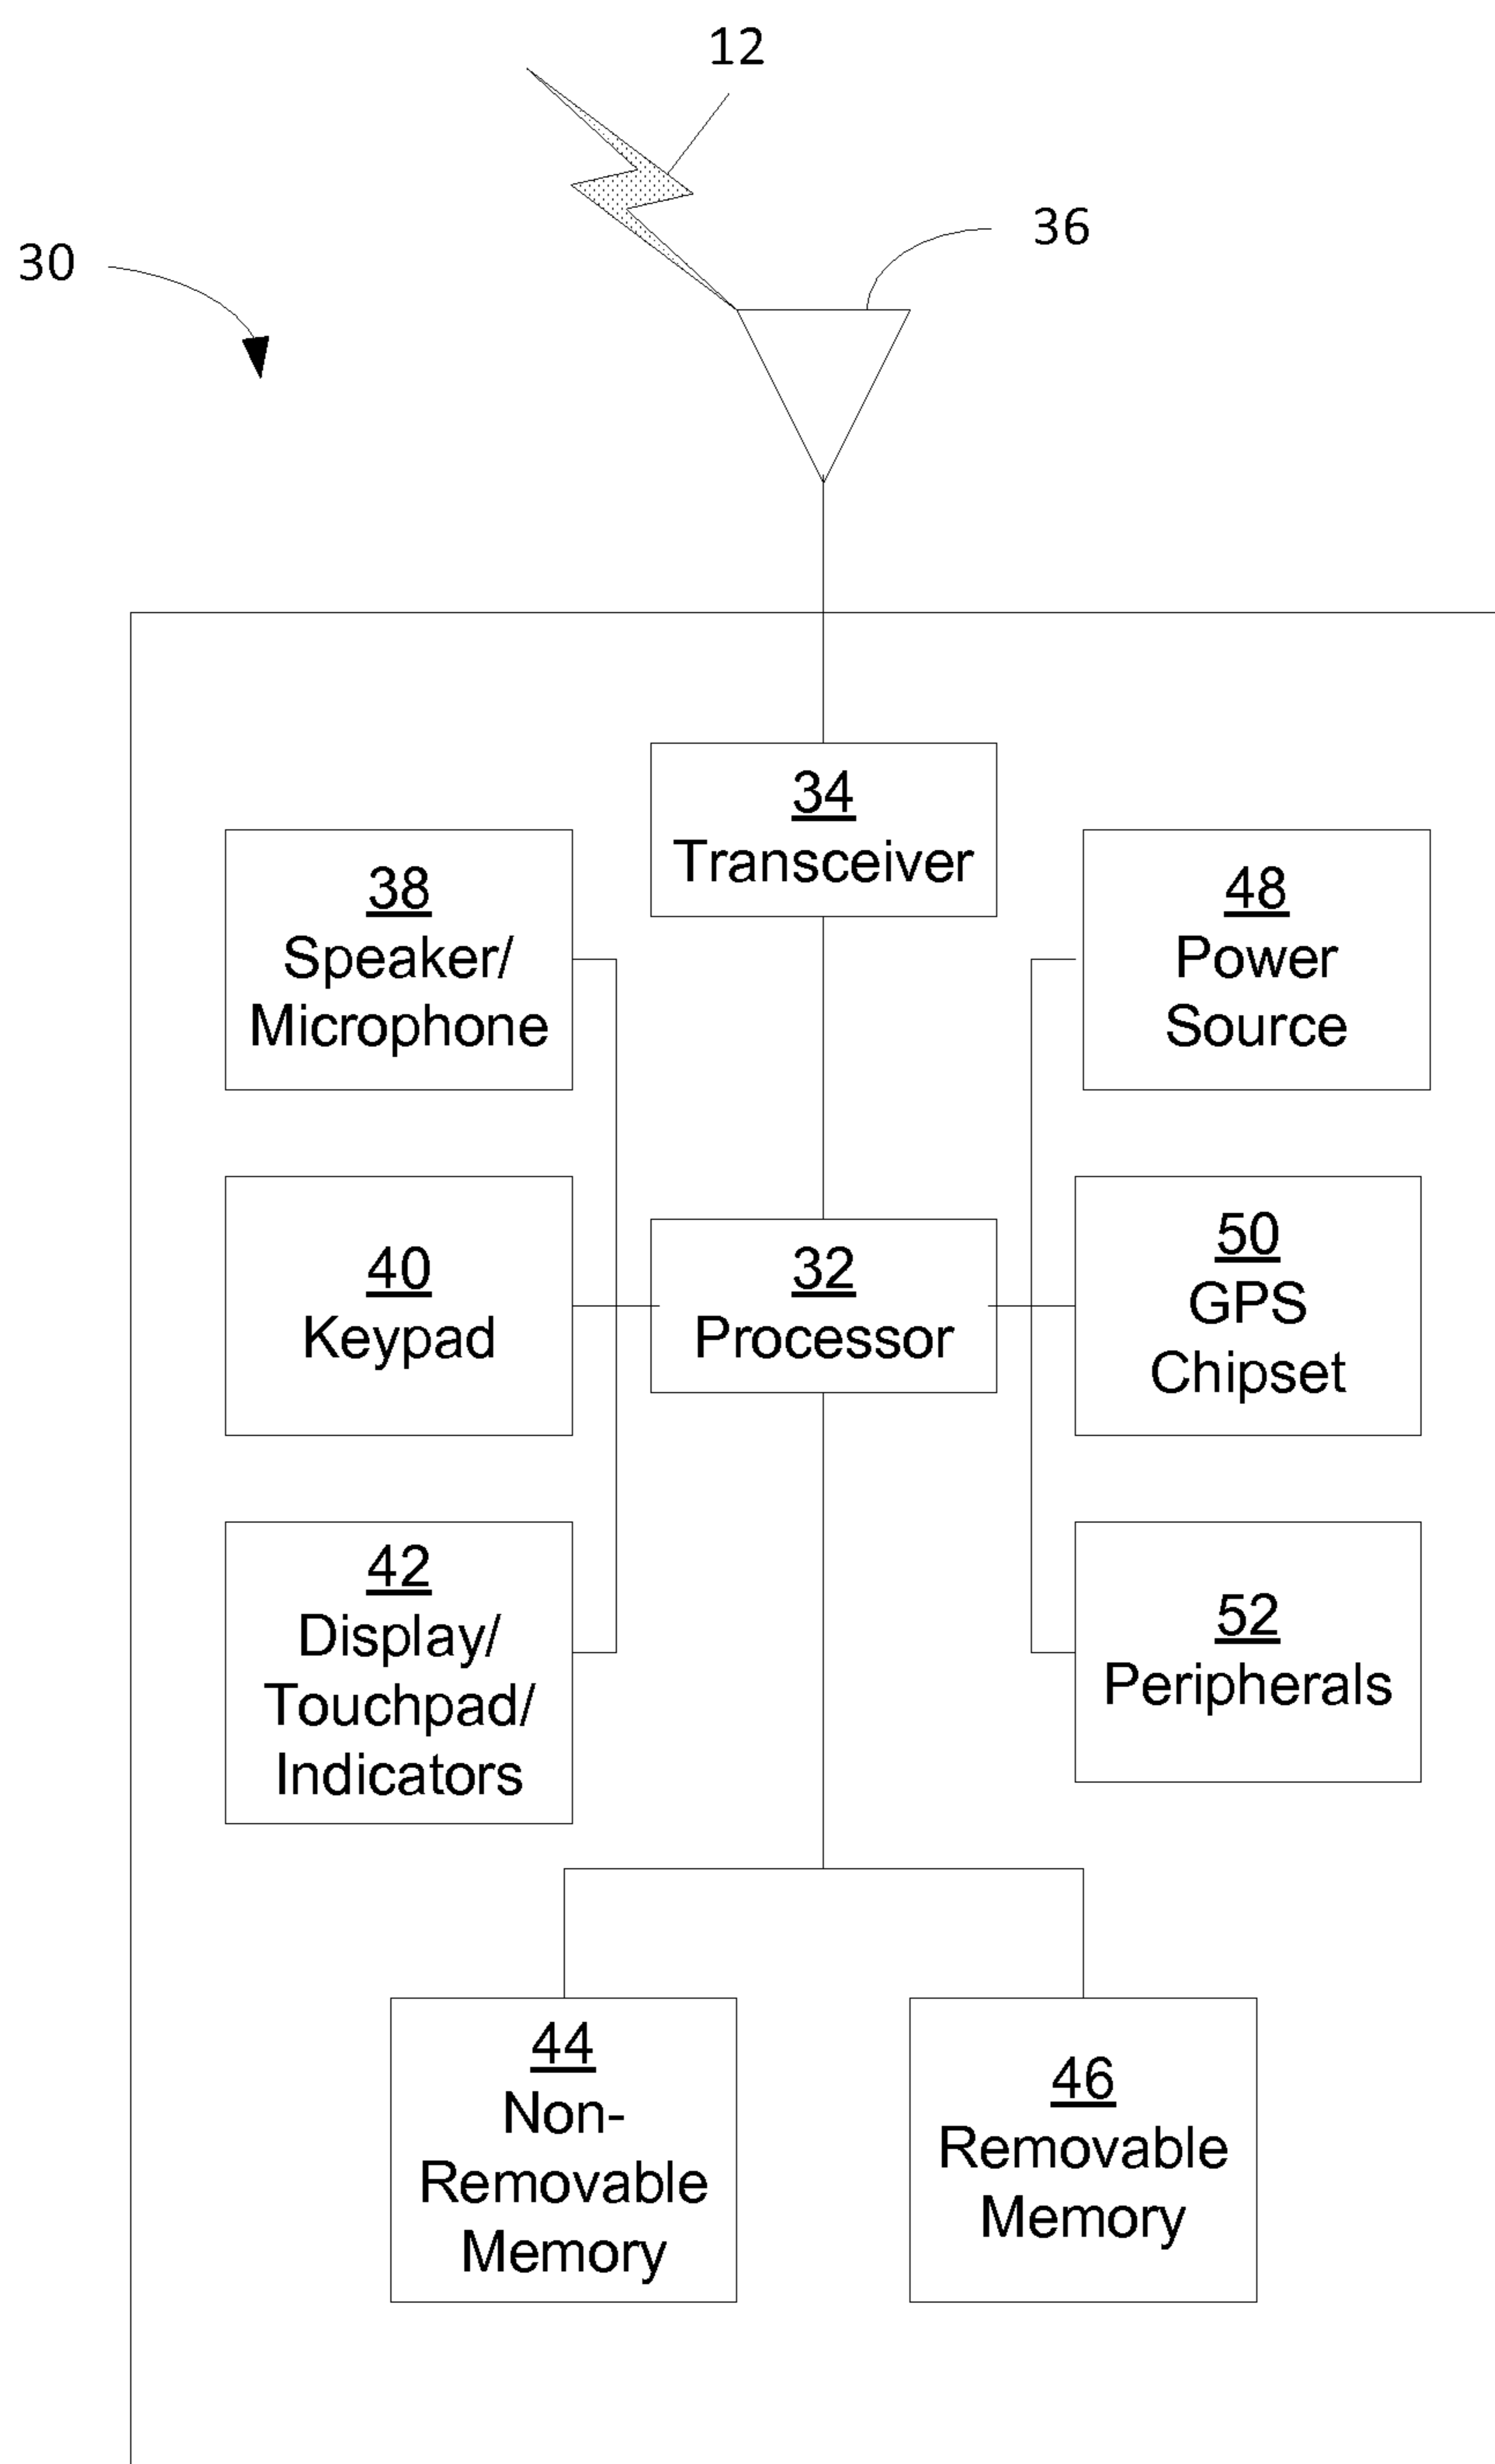 12
36
30
34
Transceiver
38
Speaker/
Microphone
48
Power
Source
40
Keypad
32
Processor
50
GPS
Chipset
42
Display/
Touchpad/
Indicators
52
Peripherals
44
Non-
Removable
Memory
46
Removable
Memory